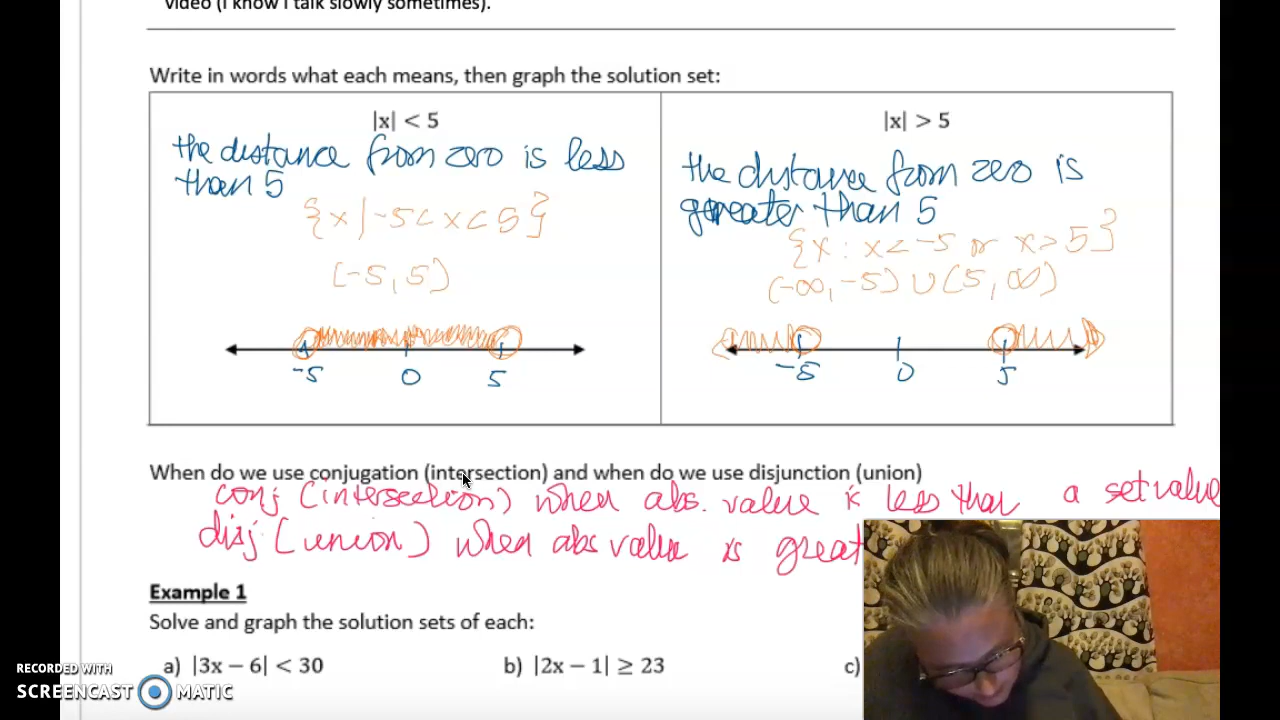 video (I know I talk slowly sometimes).
Write in words what each means, then graph the solution set:
|x| < 5
the distance from zero is less
than 5
{x | -5 < x < 5}
(-5, 5)
-5 0 5
|x| > 5
the distance from zero is
greater than 5
{x : x < -5 or x > 5}
(-∞, -5) ∪ (5, ∞)
-5 0 5
When do we use conjugation (intersection) and when do we use disjunction (union)
conj (intersection) when abs. value is less than a set value
disj (union) when abs value is great
Example 1
Solve and graph the solution sets of each:
a) |3x − 6| < 30 b) |2x − 1| ≥ 23 c)
RECORDED WITH
SCREENCAST MATIC